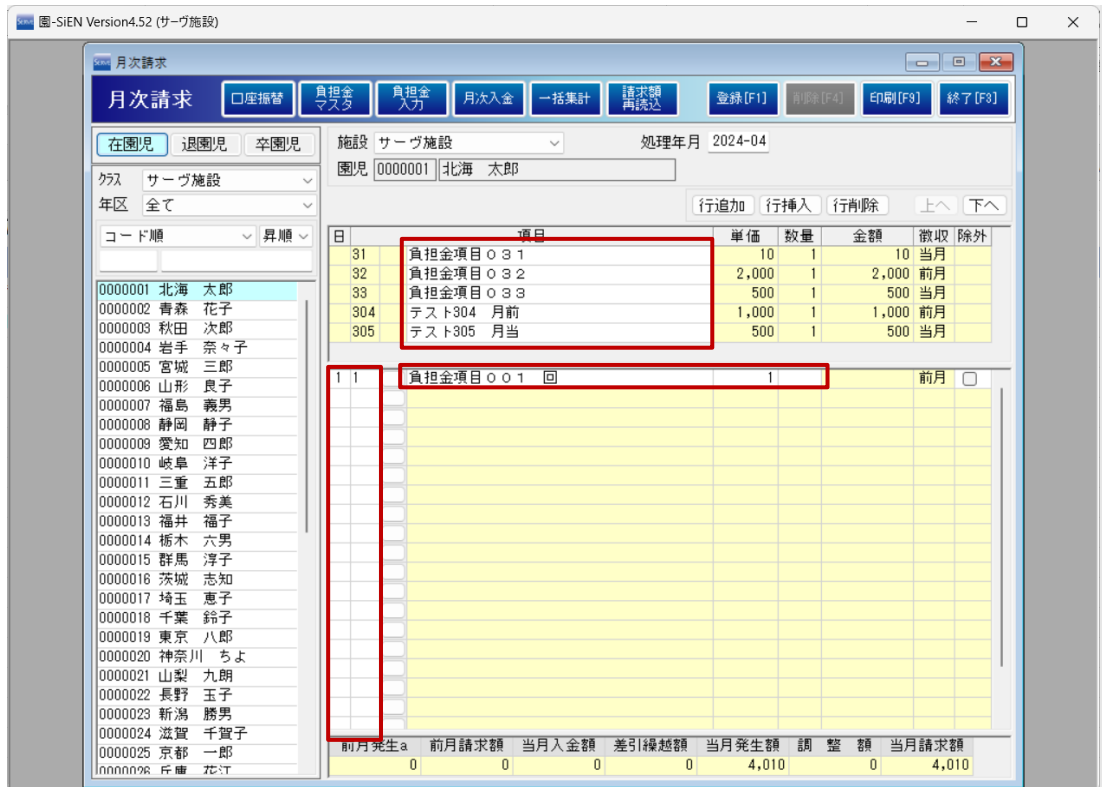 園-SiEN Version4.52 (サーヴ施設)
月次請求
月次請求 口座振替 負担金マスタ 負担金入力 月次入金 一括集計 請求額再読込 登録[F1] 削除[F4] 印刷[F9] 終了[F3]
在園児 退園児 卒園児
クラス サーヴ施設
年区 全て
コード順 昇順
0000001 北海 太郎
0000002 青森 花子
0000003 秋田 次郎
0000004 岩手 奈々子
0000005 宮城 三郎
0000006 山形 良子
0000007 福島 義男
0000008 静岡 静子
0000009 愛知 四郎
0000010 岐阜 洋子
0000011 三重 五郎
0000012 石川 秀美
0000013 福井 福子
0000014 栃木 六男
0000015 群馬 淳子
0000016 茨城 志知
0000017 埼玉 恵子
0000018 千葉 鈴子
0000019 東京 八郎
0000020 神奈川 ちよ
0000021 山梨 九朗
0000022 長野 玉子
0000023 新潟 勝男
0000024 滋賀 千賀子
0000025 京都 一郎
0000026 兵庫 花江
施設 サーヴ施設 処理年月 2024-04
園児 0000001 北海 太郎
行追加 行挿入 行削除 上へ 下へ
日 項目 単価 数量 金額 徴収 除外
31 負担金項目０３１ 10 1 10 当月
32 負担金項目０３２ 2,000 1 2,000 前月
33 負担金項目０３３ 500 1 500 当月
304 テスト304 月前 1,000 1 1,000 前月
305 テスト305 月当 500 1 500 当月
1 1 負担金項目００１ 回 1 前月
前月発生a 前月請求額 当月入金額 差引繰越額 当月発生額 調整額 当月請求額
0 0 0 0 4,010 0 4,010